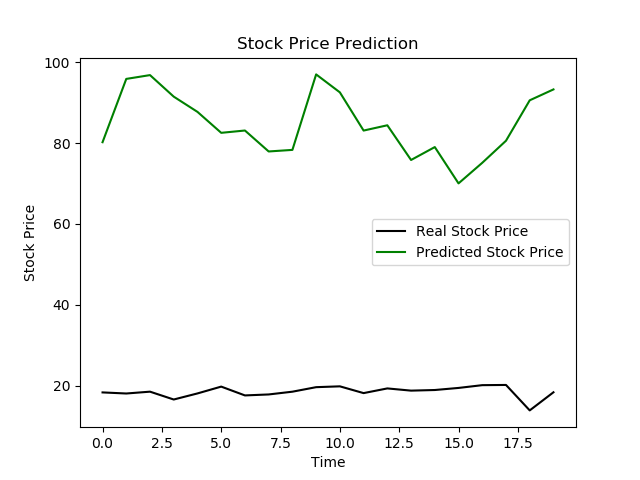 Stock Price Prediction
100
80
60
40
20
Stock Price
Real Stock Price
Predicted Stock Price
0.0 2.5 5.0 7.5 10.0 12.5 15.0 17.5
Time